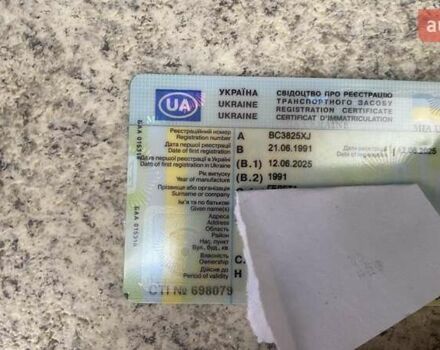 UA
УКРАЇНА
UKRAINE
UKRAINE
СВІДОЦТВО ПРО РЕЄСТРАЦІЮ
ТРАНСПОРТНОГО ЗАСОБУ
REGISTRATION CERTIFICATE
CERTIFICAT D'IMMATRICULATION
Реєстраційний номер
Registration number
A BC3825XJ
Дата першої реєстрації
Date of first registration
B 21.06.1991
Дата першої реєстрації в Україні
Date of first registration in Ukraine
(B.1) 12.06.2025
Рік випуску
Year of manufacture
(B.2) 1991
Прізвище або організація
Surname or company
Ім'я та по батькові
Given name(s)
Адреса
Address
Область
Район
Нас. пункт
Вул., буд., кв
Власність
Ownership
C.
Дійсне до
Period of validity
H
СТІ № 698079